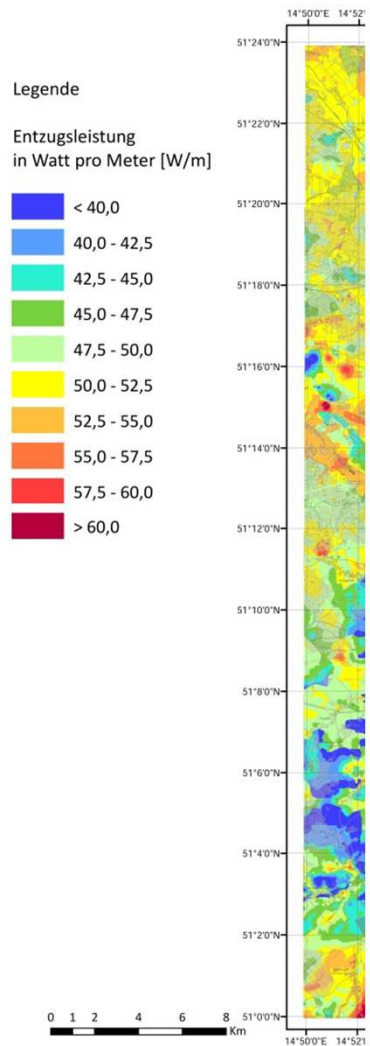 14°50'0"E 14°52'
51°24'0"N
Legende
Entzugsleistung
in Watt pro Meter [W/m]
51°22'0"N
< 40,0
51°20'0"N
40,0 - 42,5
42,5 - 45,0
51°18'0"N
45,0 - 47,5
47,5 - 50,0
51°16'0"N
50,0 - 52,5
52,5 - 55,0
51°14'0"N
55,0 - 57,5
57,5 - 60,0
51°12'0"N
> 60,0
51°10'0"N
51°8'0"N
51°6'0"N
51°4'0"N
51°2'0"N
51°0'0"N
0 1 2 4 6 8
Km
14°50'0"E 14°52'